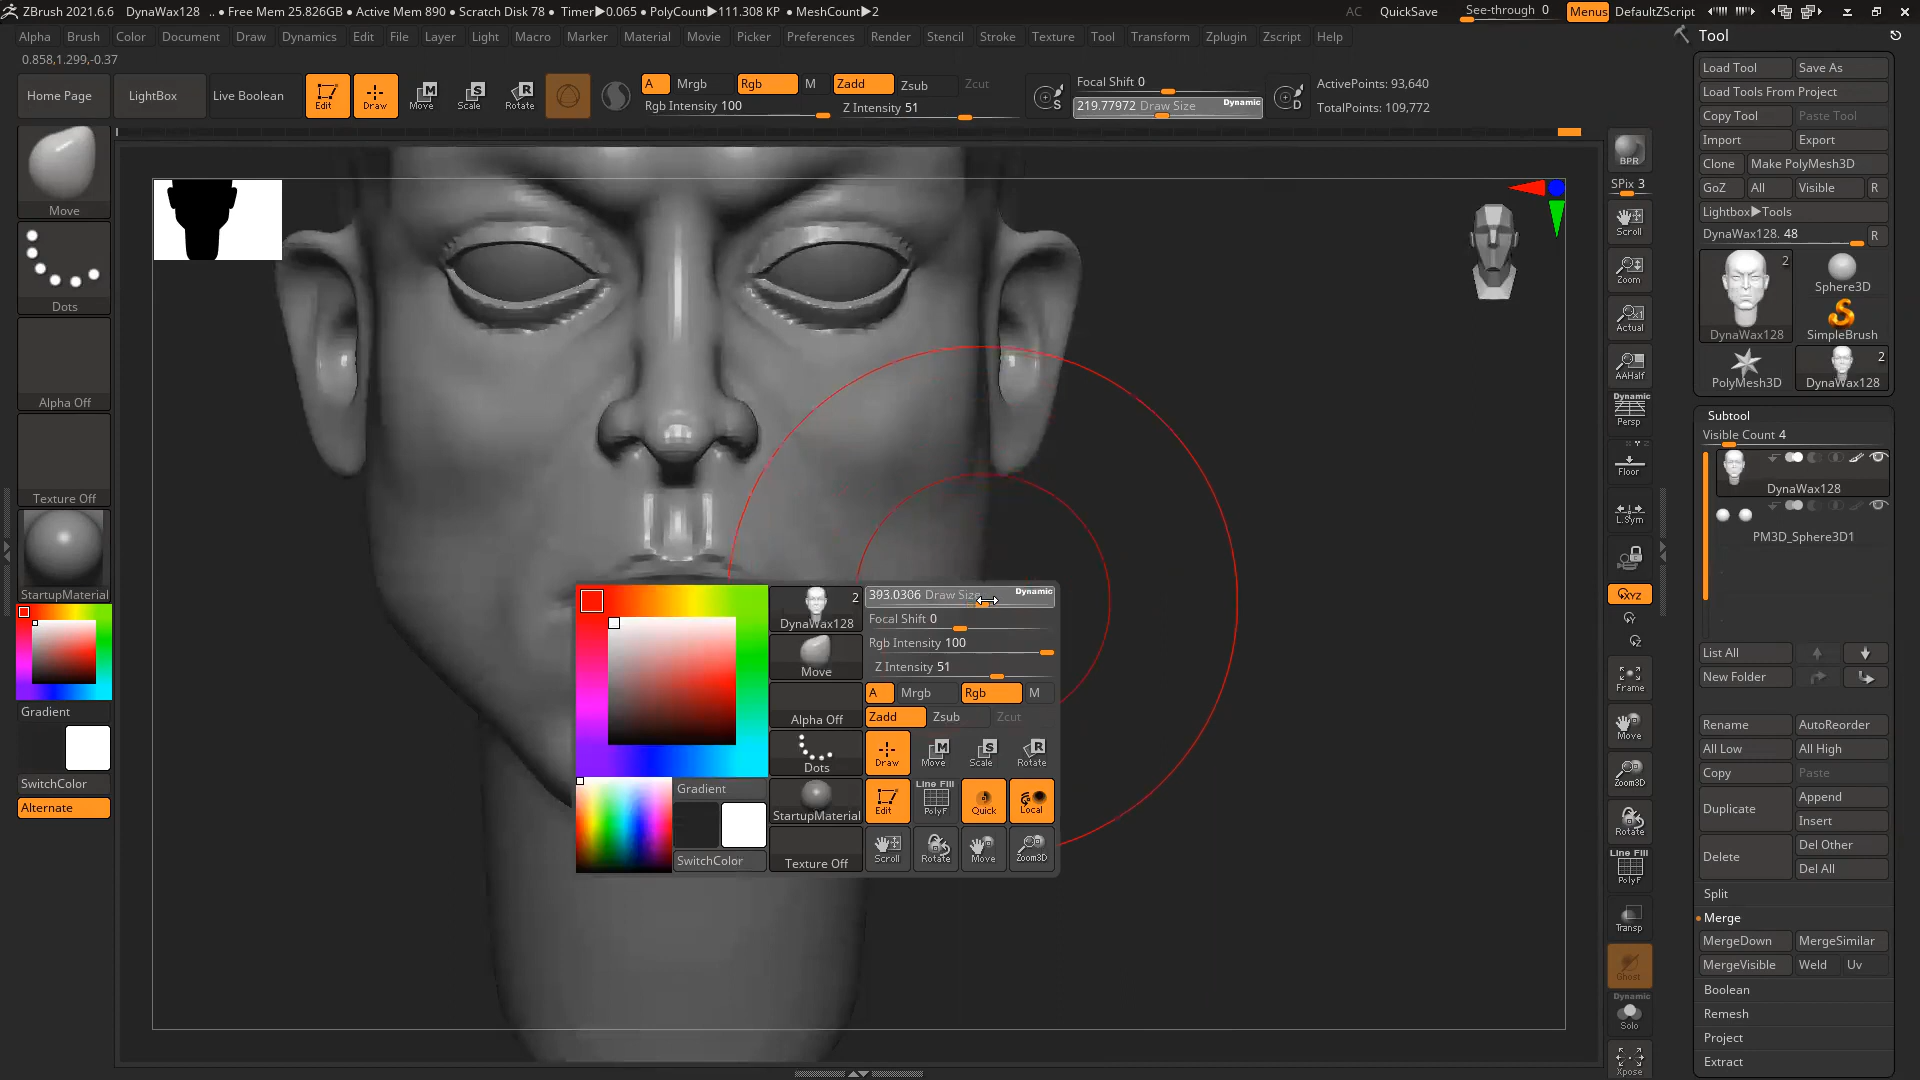 ZBrush 2021.6.6 DynaWax128 .. • Free Mem 25.826GB • Active Mem 890 • Scratch Disk 78 • Timer▶0.065 • PolyCount▶111.308 KP • MeshCount▶2 AC QuickSave See-through 0 Menus DefaultZScript
Alpha Brush Color Document Draw Dynamics Edit File Layer Light Macro Marker Material Movie Picker Preferences Render Stencil Stroke Texture Tool Transform Zplugin Zscript Help
0.858,1.299,-0.37
Home Page LightBox Live Boolean Edit Draw Move Scale Rotate
A Mrgb Rgb M Zadd Zsub Zcut
Rgb Intensity 100 Z Intensity 51
S Focal Shift 0
219.77972 Draw Size Dynamic
D ActivePoints: 93,640
TotalPoints: 109,772
Move
Dots
Alpha Off
Texture Off
StartupMaterial
Gradient
SwitchColor
Alternate
DynaWax128 2
Move
Alpha Off
Dots
StartupMaterial
Texture Off
Gradient
SwitchColor
393.0306 Draw Size Dynamic
Focal Shift 0
Rgb Intensity 100
Z Intensity 51
A Mrgb Rgb M
Zadd Zsub Zcut
Draw Move Scale Rotate
Line Fill
Edit PolyF Quick Local
Scroll Rotate Move Zoom3D
BPR
SPix 3
Scroll
Zoom
Actual
AAHalf
Dynamic
Persp
Floor
L.Sym
XYZ
Frame
Move
Zoom3D
Rotate
Line Fill
PolyF
Transp
Ghost
Dynamic
Solo
Xpose
Tool
Load Tool Save As
Load Tools From Project
Copy Tool Paste Tool
Import Export
Clone Make PolyMesh3D
GoZ All Visible R
Lightbox▶Tools
DynaWax128. 48 R
2
DynaWax128
Sphere3D
SimpleBrush
PolyMesh3D
2
DynaWax128
Subtool
Visible Count 4
DynaWax128
PM3D_Sphere3D1
List All
New Folder
Rename AutoReorder
All Low All High
Copy Paste
Duplicate Append
Insert
Delete Del Other
Del All
Split
Merge
MergeDown MergeSimilar
MergeVisible Weld Uv
Boolean
Remesh
Project
Extract